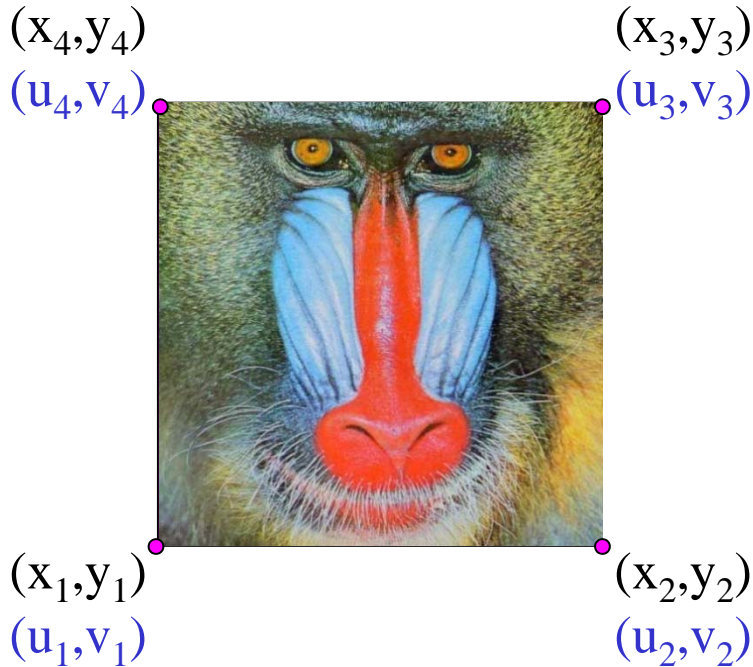 (x₄,y₄) (x₃,y₃)
(u₄,v₄) (u₃,v₃)
(x₁,y₁) (x₂,y₂)
(u₁,v₁) (u₂,v₂)